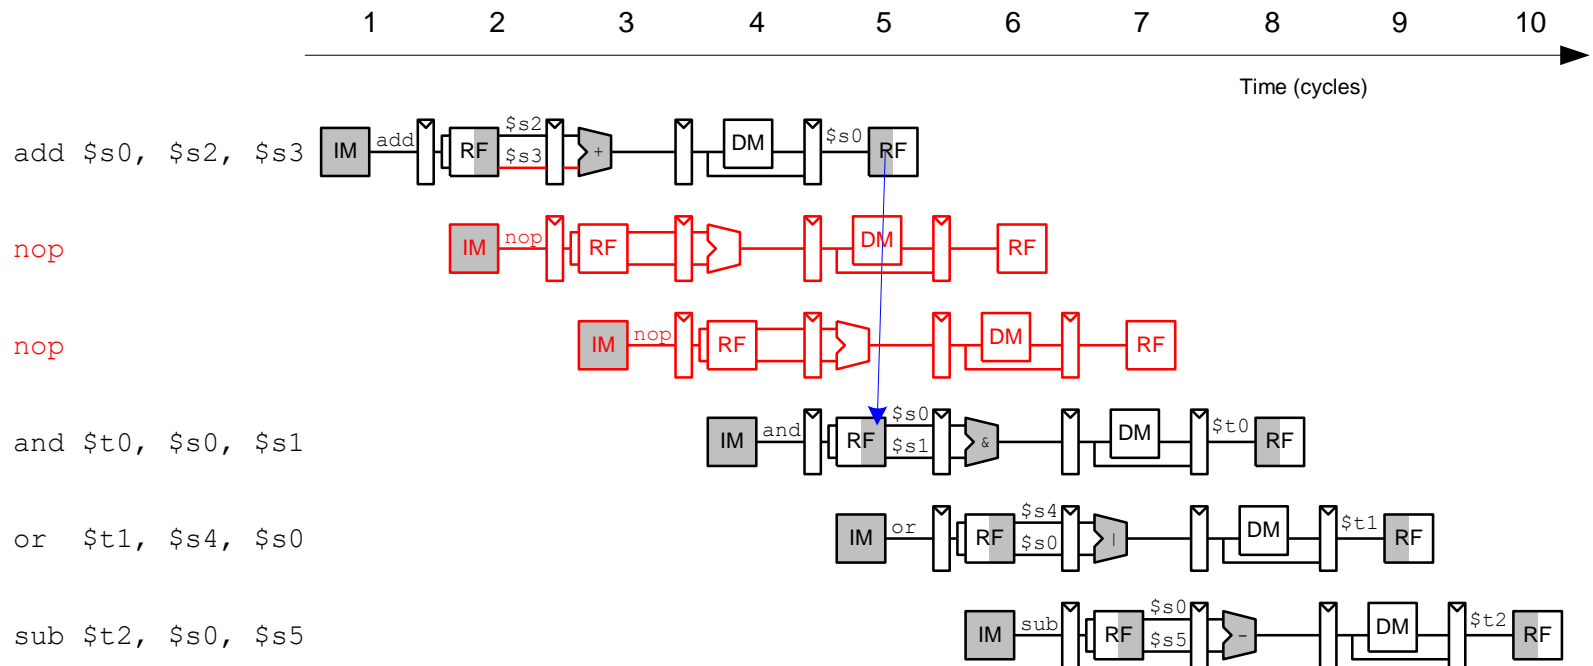 1 2 3 4 5 6 7 8 9 10
Time (cycles)
add $s0, $s2, $s3 IM add RF $s2 $s3 + DM $s0 RF
nop IM nop RF DM RF
nop IM nop RF DM RF
and $t0, $s0, $s1 IM and RF $s0 $s1 & DM $t0 RF
or $t1, $s4, $s0 IM or RF $s4 $s0 | DM $t1 RF
sub $t2, $s0, $s5 IM sub RF $s0 $s5 - DM $t2 RF